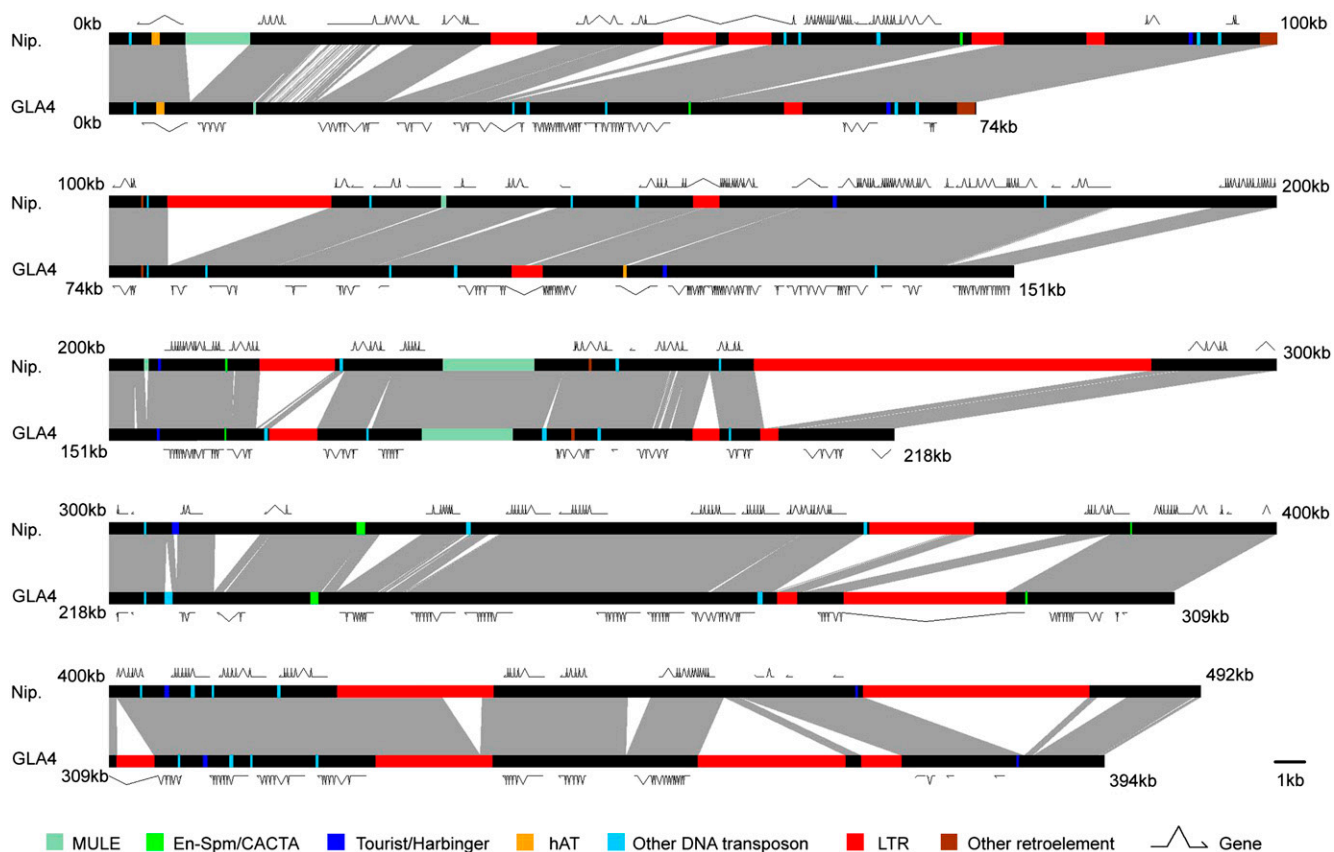 0kb 100kb
Nip.
GLA4
0kb 74kb
100kb 200kb
Nip.
GLA4
74kb 151kb
200kb 300kb
Nip.
GLA4
151kb 218kb
300kb 400kb
Nip.
GLA4
218kb 309kb
400kb 492kb
Nip.
GLA4
309kb 394kb
1kb
MULE En-Spm/CACTA Tourist/Harbinger hAT Other DNA transposon LTR Other retroelement Gene